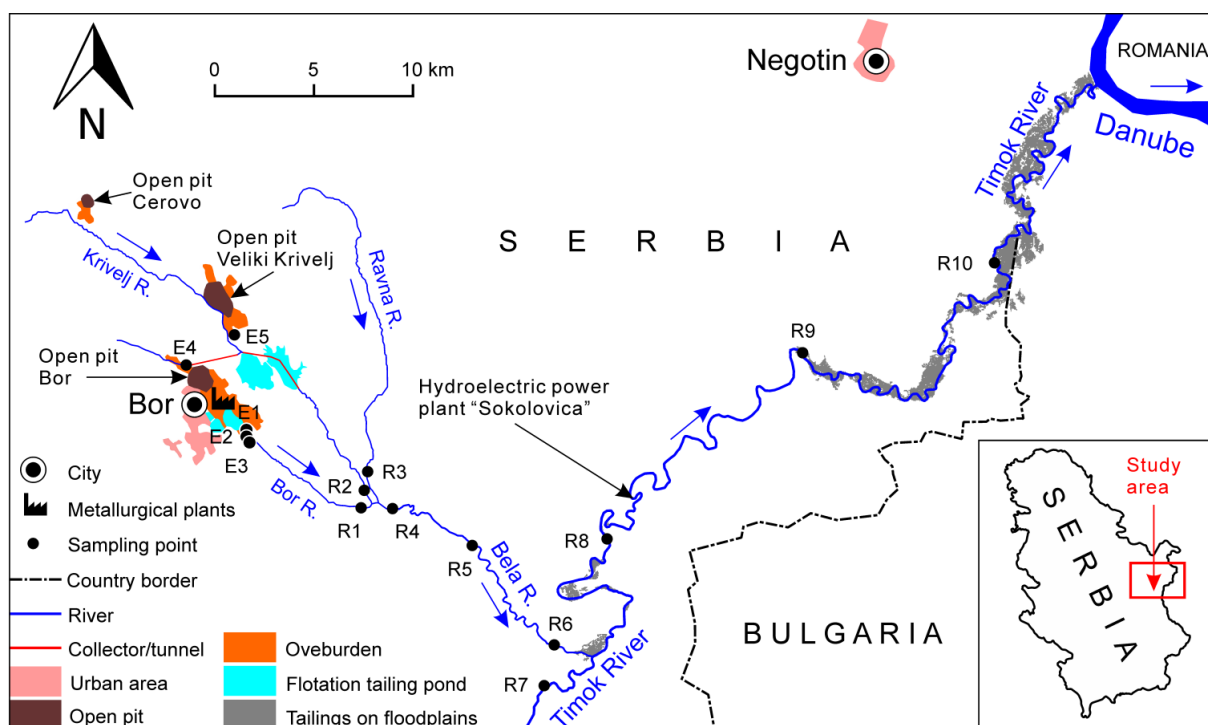 ROMANIA
Danube
Negotin
0 5 10 km
N
Timok River
Open pit
Cerovo
Open pit
Veliki Krivelj
Krivelj R.
Ravna R.
S E R B I A
R10
E5
E4
Open pit
Bor
Bor
E1
E2
E3
R9
Hydroelectric power
plant “Sokolovica”
R3
R2
Bor R.
R1
R4
R8
R5
Bela R.
R6
R7
Timok River
BULGARIA
City
Metallurgical plants
Sampling point
Country border
River
Collector/tunnel
Urban area
Open pit
Oveburden
Flotation tailing pond
Tailings on floodplains
Study
area
SERBIA